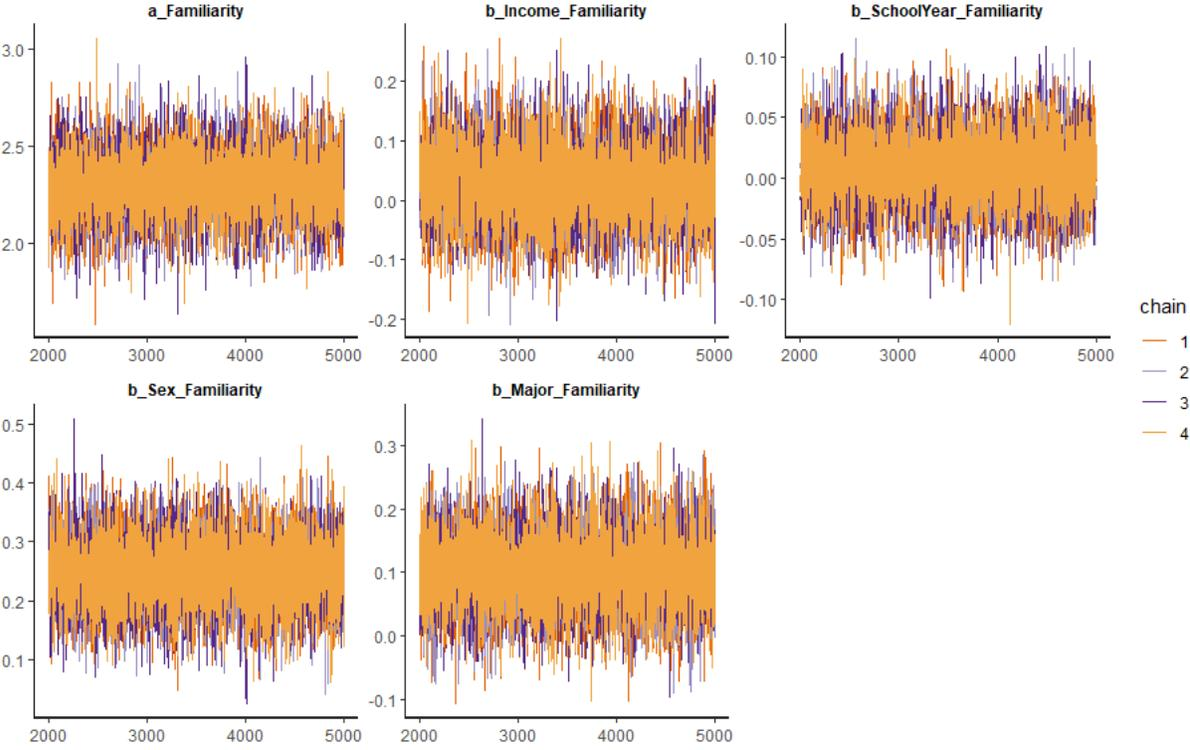 a_Familiarity
3.0
2.5
2.0
2000 3000 4000 5000
b_Income_Familiarity
0.2
0.1
0.0
-0.1
-0.2
2000 3000 4000 5000
b_SchoolYear_Familiarity
0.10
0.05
0.00
-0.05
-0.10
2000 3000 4000 5000
b_Sex_Familiarity
0.5
0.4
0.3
0.2
0.1
2000 3000 4000 5000
b_Major_Familiarity
0.3
0.2
0.1
0.0
-0.1
2000 3000 4000 5000
chain
1
2
3
4